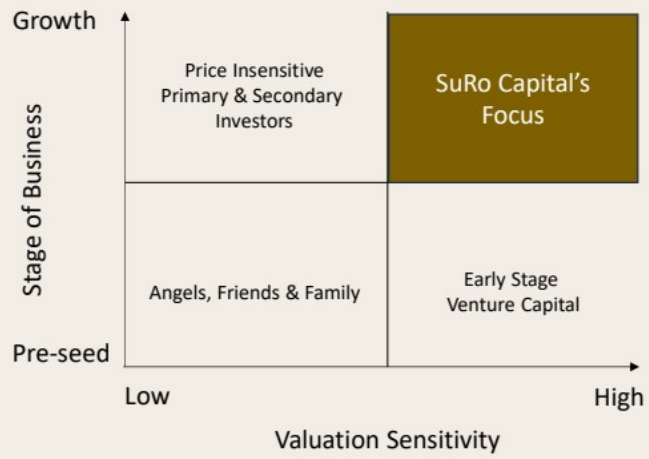 Growth
Price Insensitive
Primary & Secondary
Investors
SuRo Capital's
Focus
Stage of Business
Angels, Friends & Family
Early Stage
Venture Capital
Pre-seed
Low
High
Valuation Sensitivity